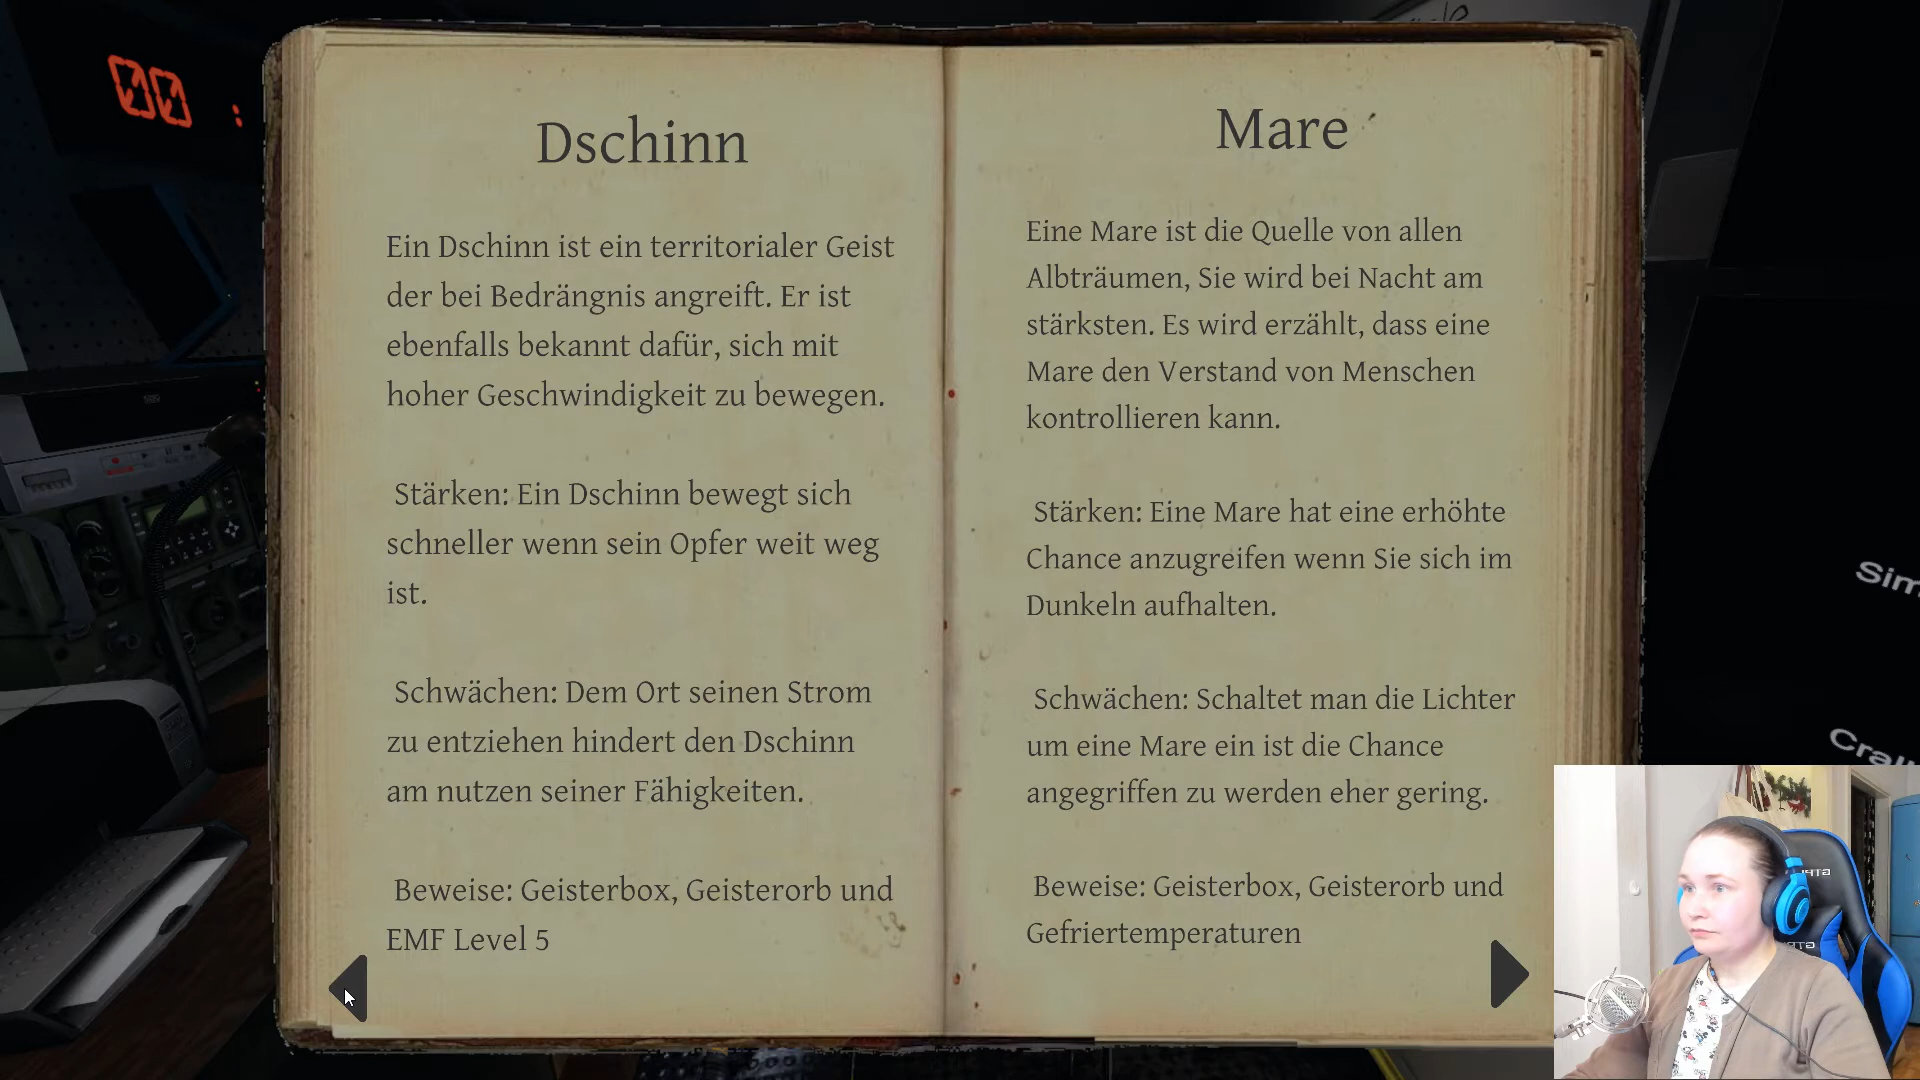 00 :
Dschinn
Ein Dschinn ist ein territorialer Geist
der bei Bedrängnis angreift. Er ist
ebenfalls bekannt dafür, sich mit
hoher Geschwindigkeit zu bewegen.
Stärken: Ein Dschinn bewegt sich
schneller wenn sein Opfer weit weg
ist.
Schwächen: Dem Ort seinen Strom
zu entziehen hindert den Dschinn
am nutzen seiner Fähigkeiten.
Beweise: Geisterbox, Geisterorb und
EMF Level 5
Mare
Eine Mare ist die Quelle von allen
Albträumen, Sie wird bei Nacht am
stärksten. Es wird erzählt, dass eine
Mare den Verstand von Menschen
kontrollieren kann.
Stärken: Eine Mare hat eine erhöhte
Chance anzugreifen wenn Sie sich im
Dunkeln aufhalten.
Schwächen: Schaltet man die Lichter
um eine Mare ein ist die Chance
angegriffen zu werden eher gering.
Beweise: Geisterbox, Geisterorb und
Gefriertemperaturen